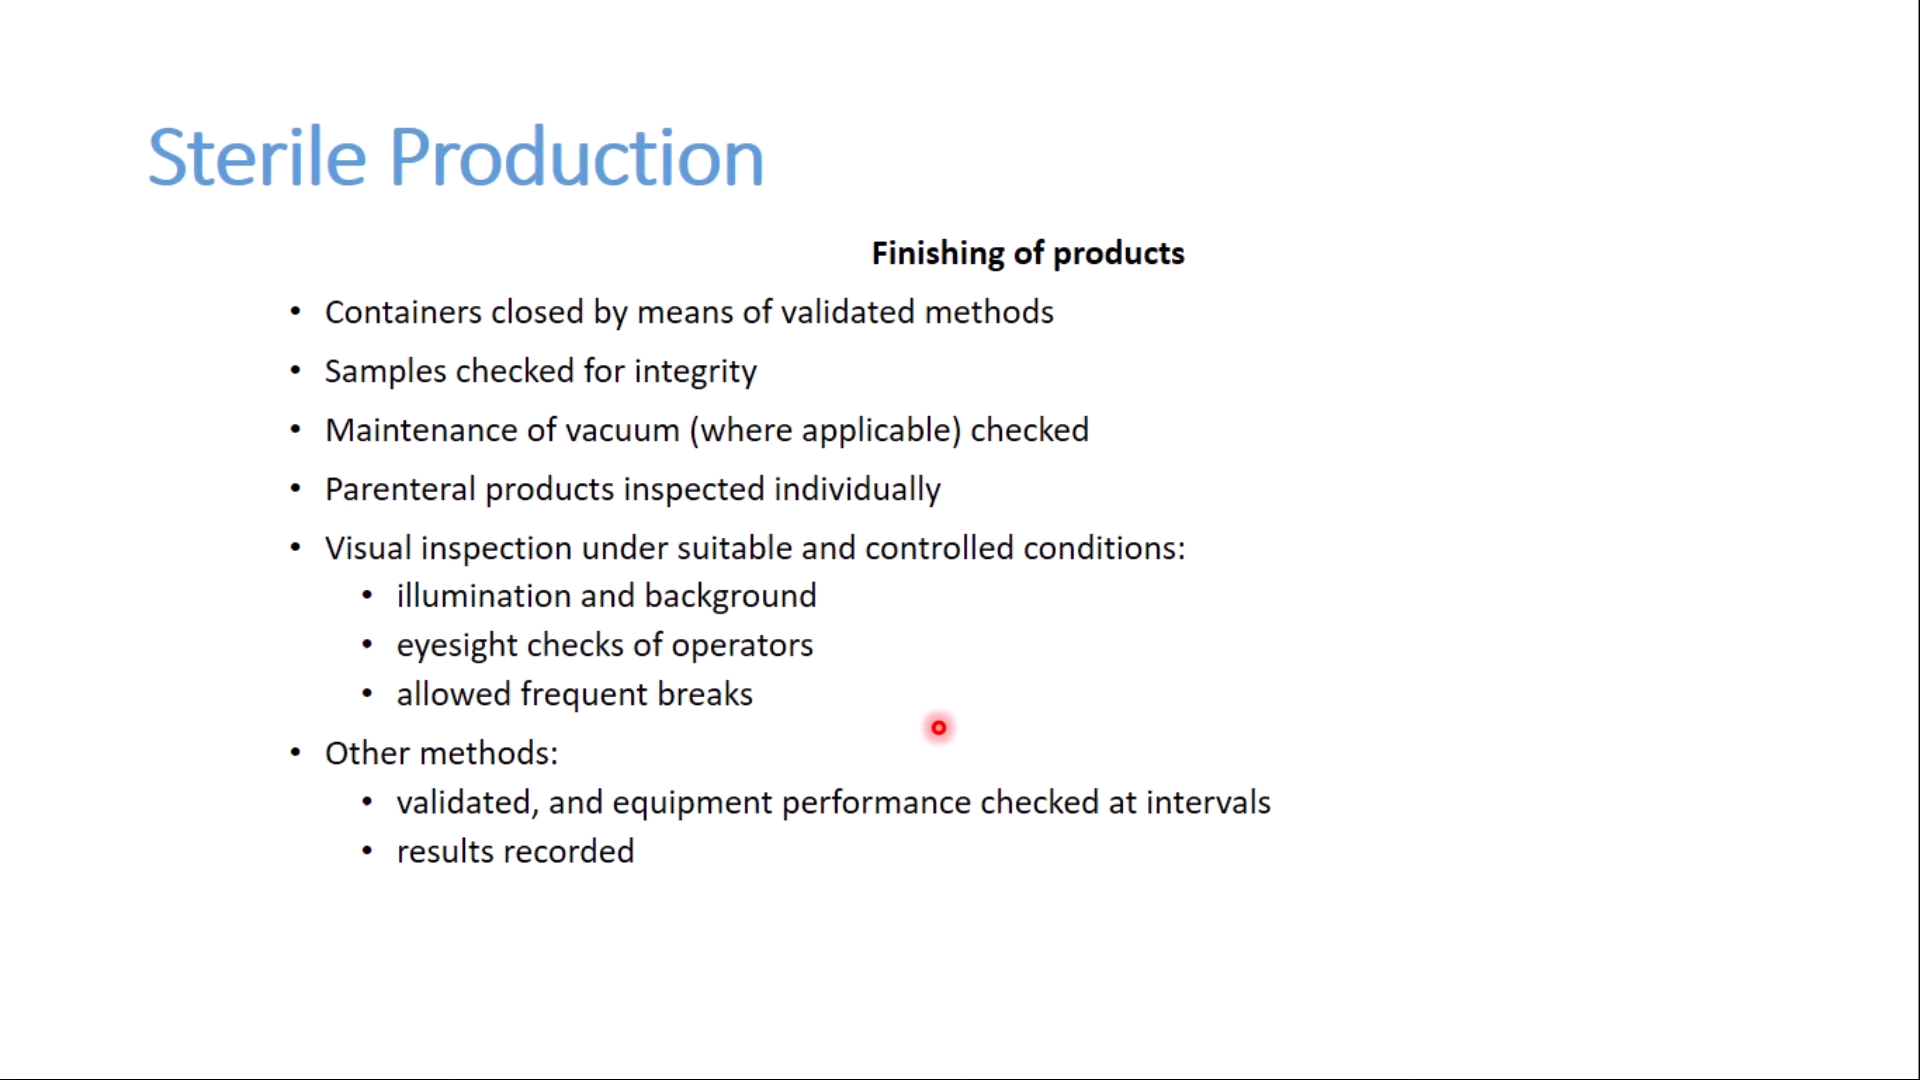 Sterile Production
Finishing of products
• Containers closed by means of validated methods
• Samples checked for integrity
• Maintenance of vacuum (where applicable) checked
• Parenteral products inspected individually
• Visual inspection under suitable and controlled conditions:
• illumination and background
• eyesight checks of operators
• allowed frequent breaks
• Other methods:
• validated, and equipment performance checked at intervals
• results recorded